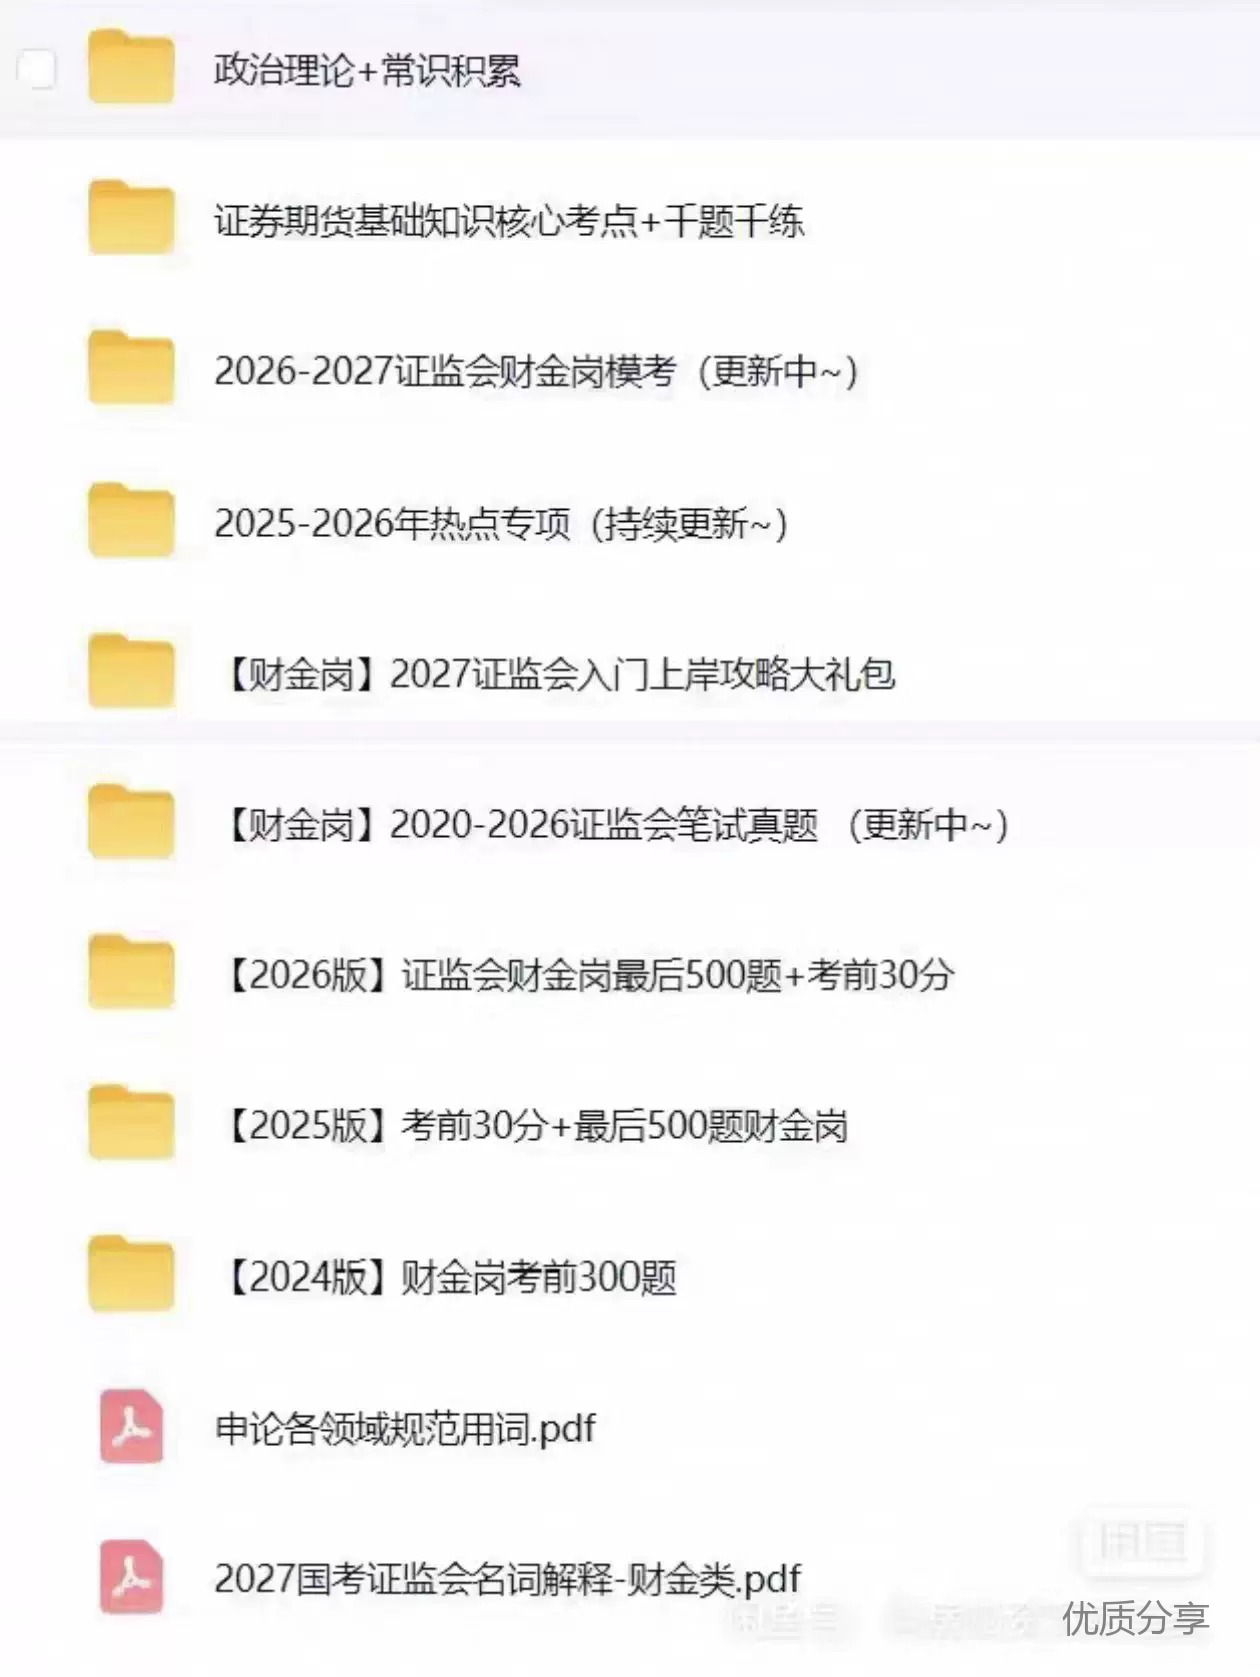 政治理论+常识积累
证券期货基础知识核心考点+千题千练
2026-2027证监会财金岗模考（更新中~）
2025-2026年热点专项（持续更新~）
【财金岗】2027证监会入门上岸攻略大礼包
【财金岗】2020-2026证监会笔试真题 （更新中~）
【2026版】证监会财金岗最后500题+考前30分
【2025版】考前30分+最后500题财金岗
【2024版】财金岗考前300题
申论各领域规范用词.pdf
2027国考证监会名词解释-财金类.pdf
闲鱼
优质分享